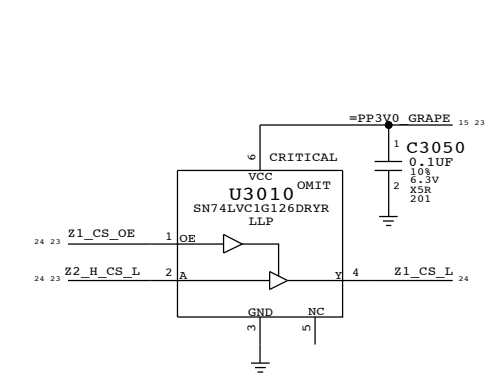 =PP3V0_GRAPE 15 23
1
C3050
0.1UF
10%
6.3V
X5R
201
2
6 CRITICAL
VCC
OMIT
U3010
SN74LVC1G126DRYR
LLP
24 23 Z1_CS_OE 1 OE
24 23 Z2_H_CS_L 2 A
Y 4 Z1_CS_L 24
GND NC
3 5